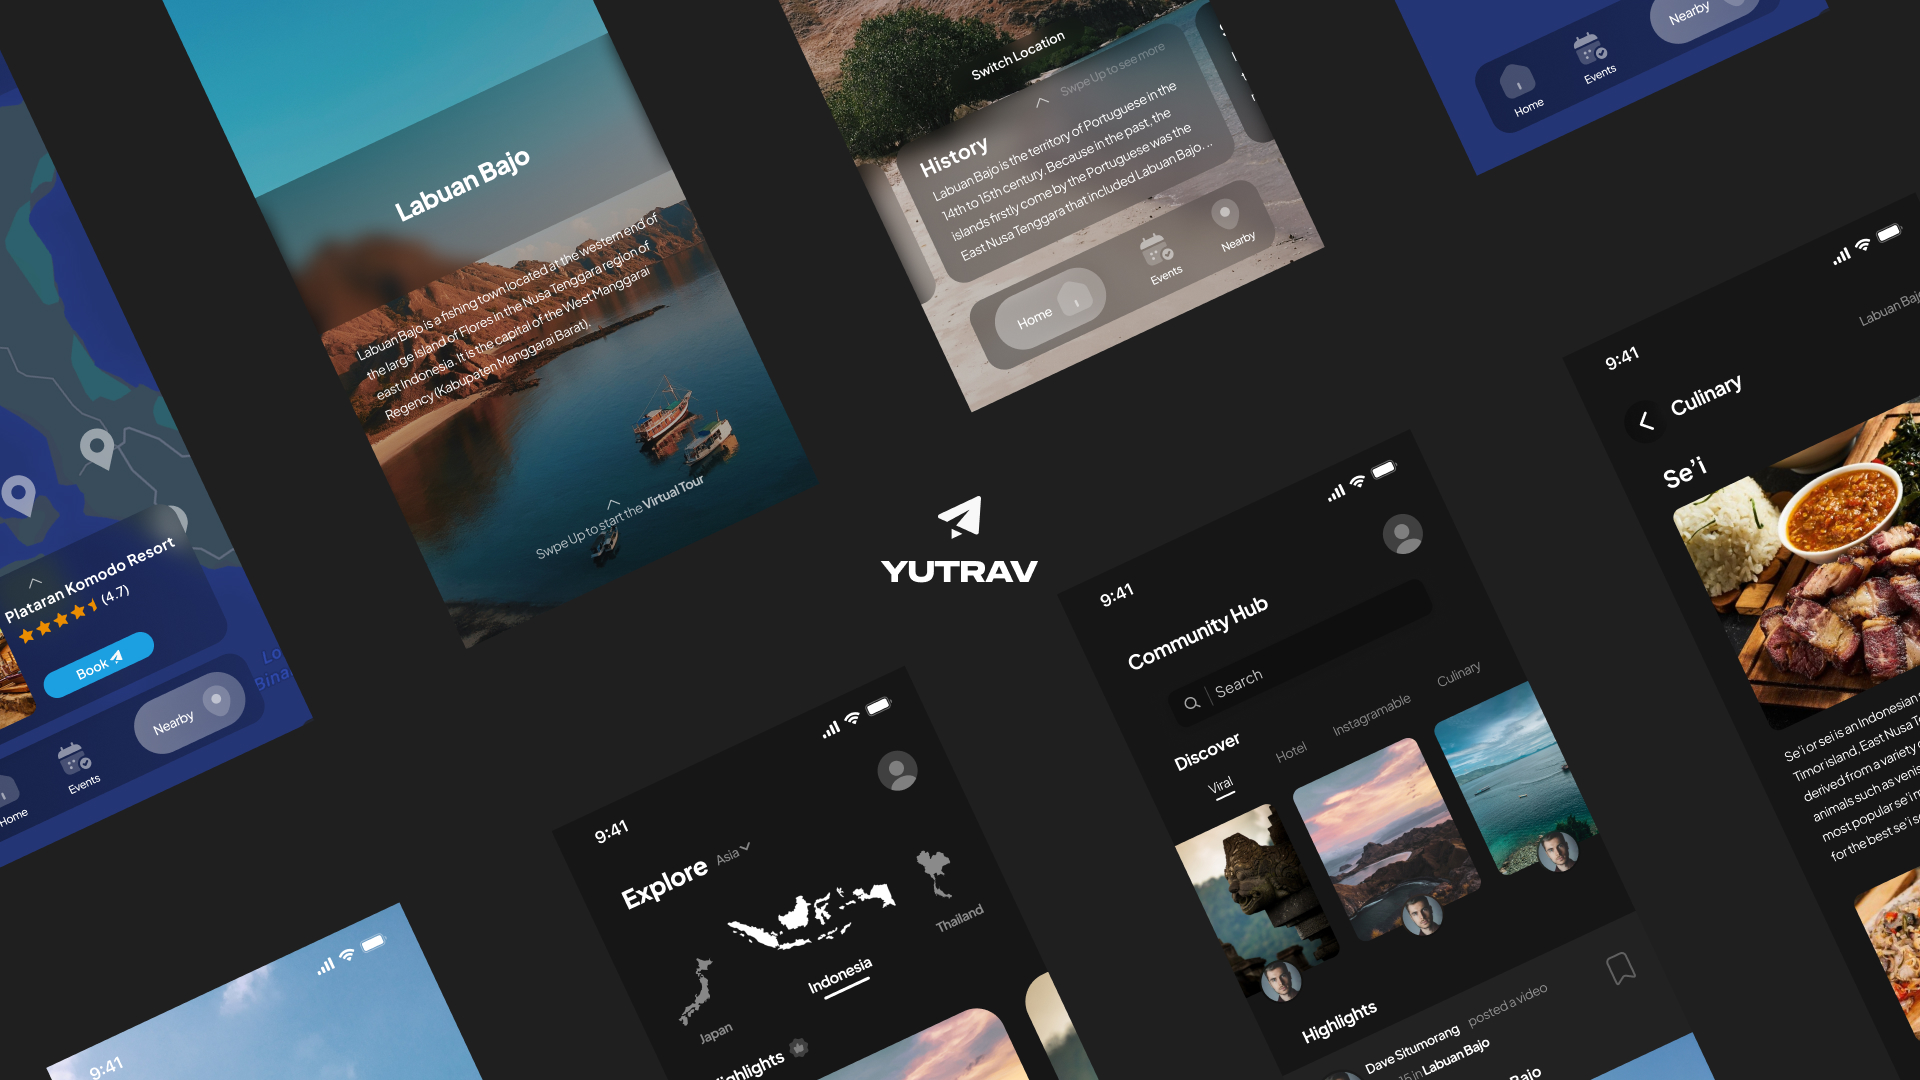 Plataran Komodo Resort
(4.7)
Book
Lo
Bina
Home
Events
Nearby
Labuan Bajo
Labuan Bajo is a fishing town located at the western end of
the large island of Flores in the Nusa Tenggara region of
east Indonesia. It is the capital of the West Manggarai
Regency (Kabupaten Manggarai Barat).
Swpe Up to start the Virtual Tour
9:41
Switch Location
Swpe Up to see more
History
Labuan Bajo is the territory of Portuguese in the
14th to 15th century. Because in the past, the
islands firstly come by the Portuguese was the
East Nusa Tenggara that included Labuan Bajo...
Home
Events
Nearby
YUTRAV
9:41
Explore
Asia
Japan
Indonesia
Thailand
ighlights
Home
Events
Nearby
9:41
Community Hub
Search
Discover
Viral
Hotel
Instagramable
Culinary
Highlights
Dave Situmorang posted a video
15 in Labuan Bajo
Bajo
9:41
Labuan Bajo
Culinary
Se'i
Se'i or sei is an Indonesian
Timor island, East Nusa T
derived from a variety
animals such as venis
most popular se'i m
for the best se'i s